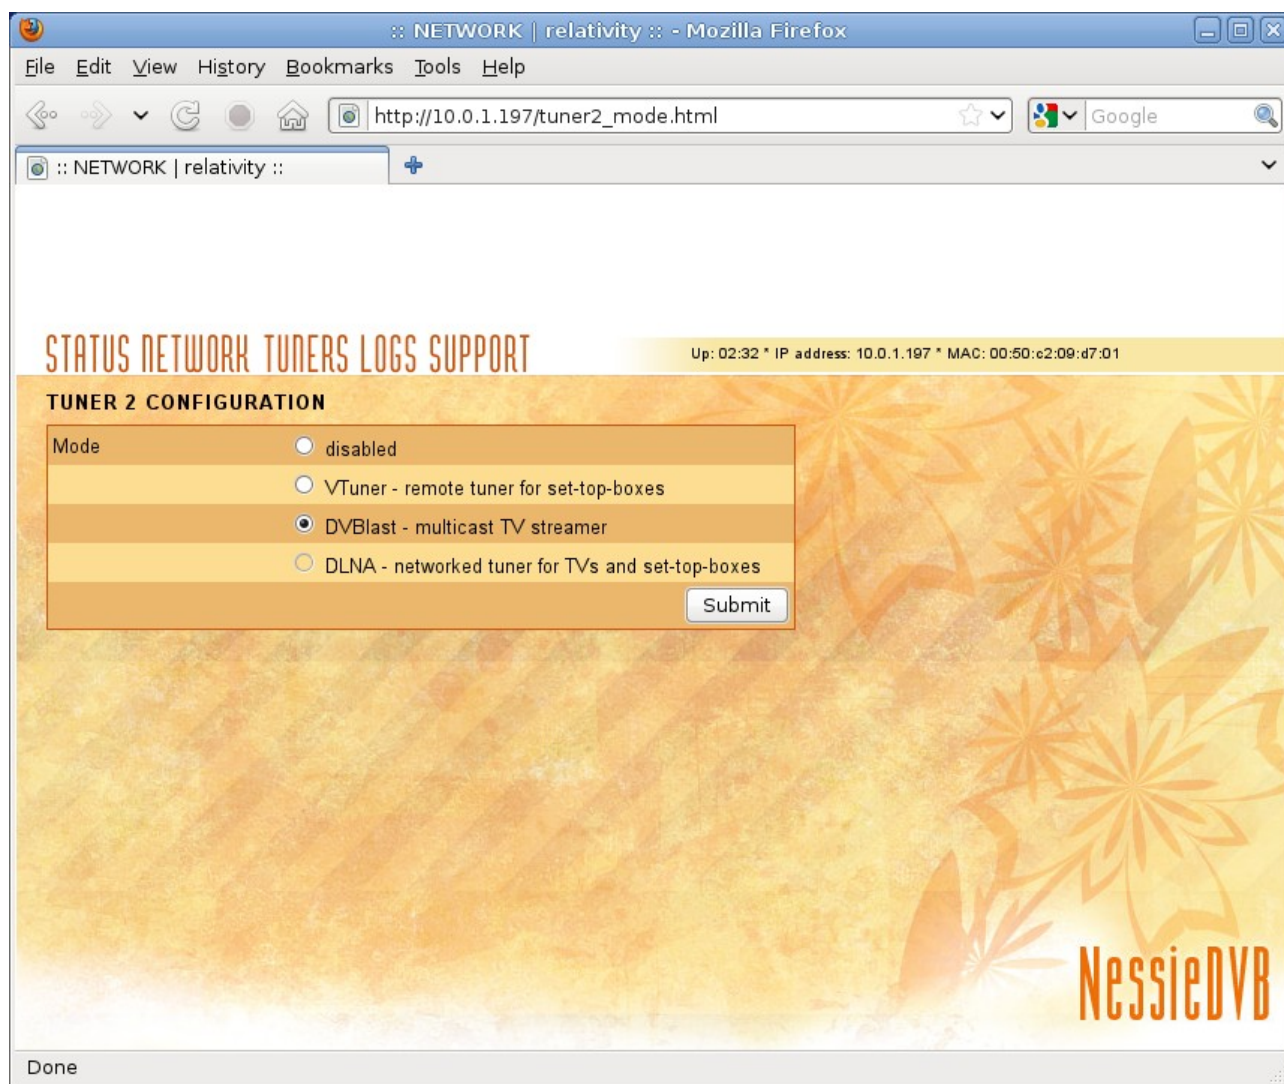 :: NETWORK | relativity :: - Mozilla Firefox
File Edit View History Bookmarks Tools Help
http://10.0.1.197/tuner2_mode.html Google
:: NETWORK | relativity ::
STATUS NETWORK TUNERS LOGS SUPPORT
Up: 02:32 * IP address: 10.0.1.197 * MAC: 00:50:c2:09:d7:01
TUNER 2 CONFIGURATION
Mode disabled
VTuner - remote tuner for set-top-boxes
DVBlast - multicast TV streamer
DLNA - networked tuner for TVs and set-top-boxes
Submit
NessieDVB
Done